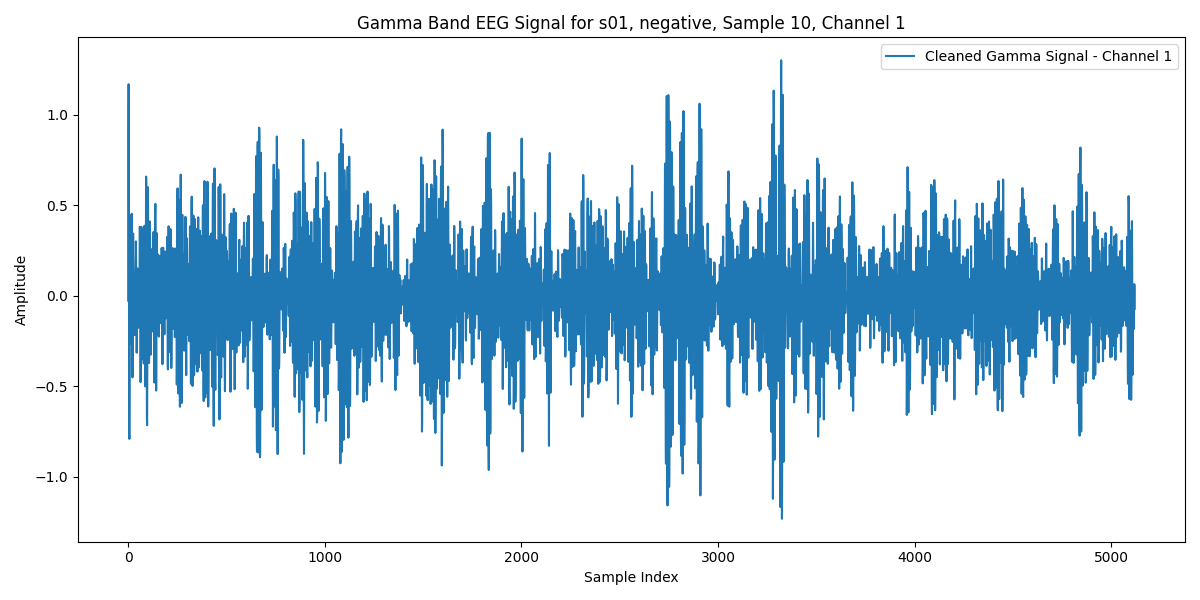 Gamma Band EEG Signal for s01, negative, Sample 10, Channel 1
Cleaned Gamma Signal - Channel 1
1.0
0.5
0.0
−0.5
−1.0
Amplitude
0 1000 2000 3000 4000 5000
Sample Index